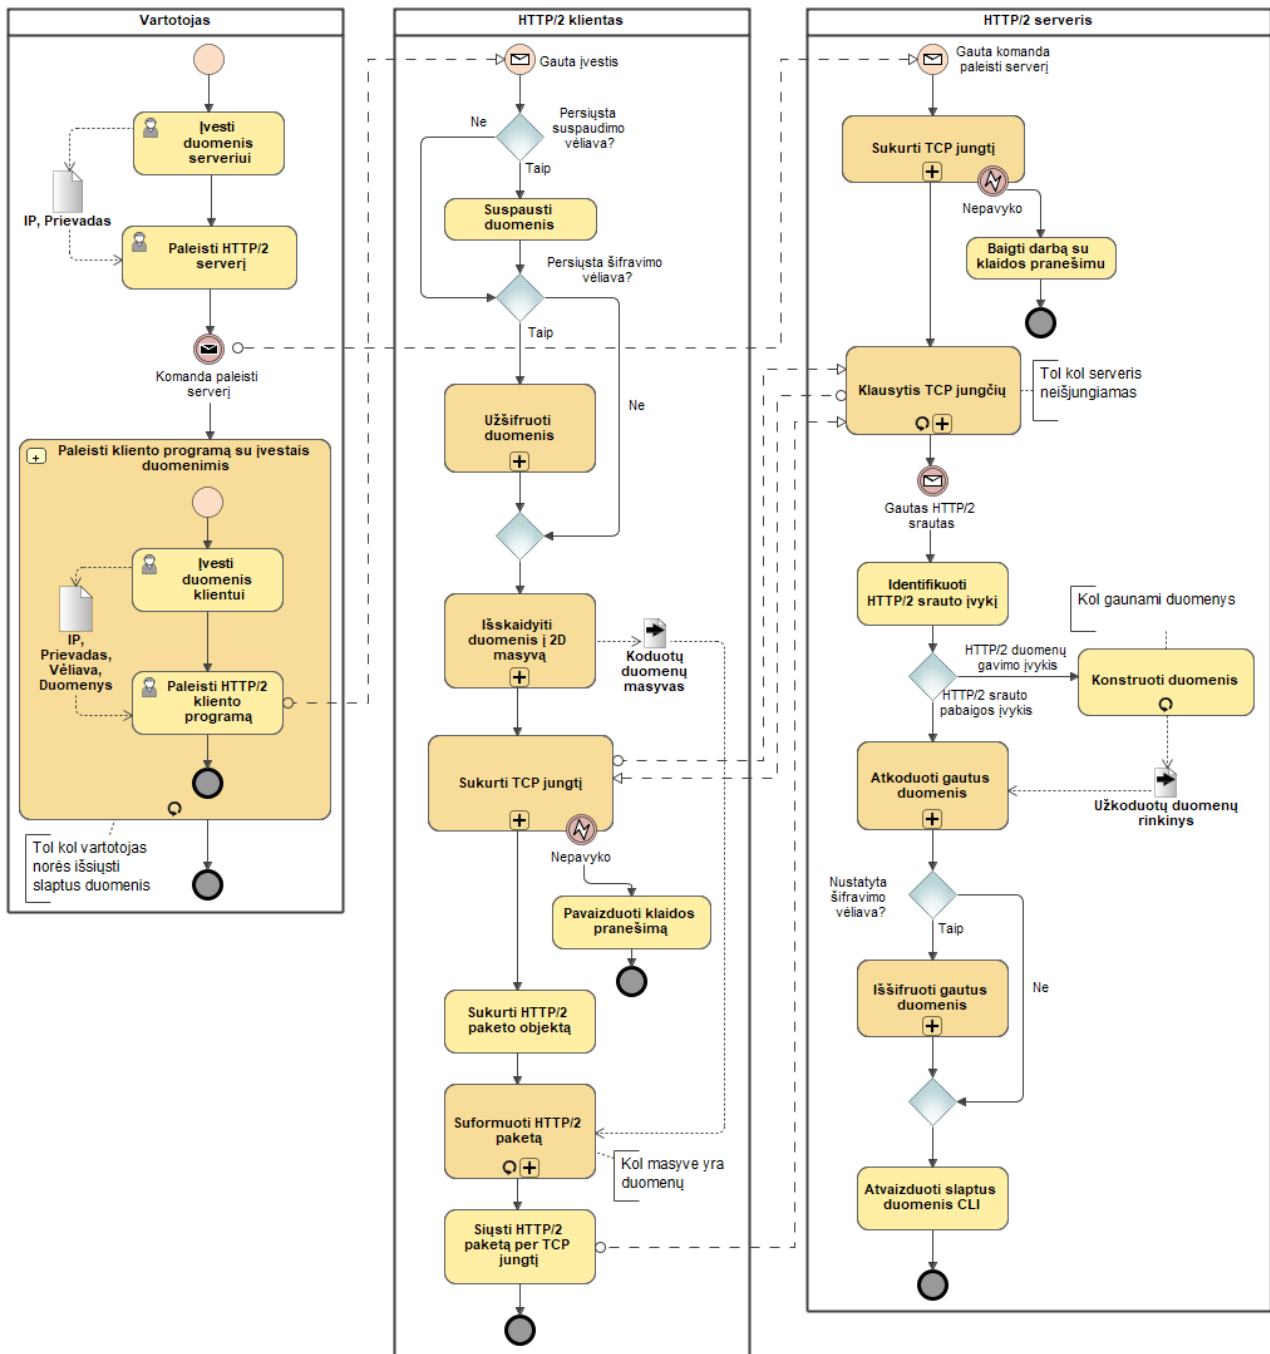 Vartotojas
Įvesti
duomenis
serveriui
IP, Prievadas
Paleisti HTTP/2
serverį
Komanda paleisti
serverį
Paleisti kliento programą su įvestais
duomenimis
Įvesti
duomenis
klientui
IP,
Prievadas,
Vėliava,
Duomenys
Paleisti HTTP/2
kliento
programą
Tol kol vartotojas
norės išsiųsti
slaptus duomenis
HTTP/2 klientas
Gauta įvestis
Persiųsta
suspaudimo
vėliava?
Ne
Taip
Suspausti
duomenis
Persiųsta šifravimo
vėliava?
Taip
Ne
Užšifruoti
duomenis
Išskaidyiti
duomenis į 2D
masyvą
Koduotų
duomenų
masyvas
Sukurti TCP jungtį
Nepavyko
Pavaizduoti klaidos
pranešimą
Sukurti HTTP/2
paketo objektą
Suformuoti HTTP/2
paketą
Kol masyve yra
duomenų
Siųsti HTTP/2
paketą per TCP
jungtį
HTTP/2 serveris
Gauta komanda
paleisti serverį
Sukurti TCP jungtį
Nepavyko
Baigti darbą su
klaidos pranešimu
Klausytis TCP jungčių
Tol kol serveris
neišjungiamas
Gautas HTTP/2
srautas
Identifikuoti
HTTP/2 srauto įvykį
Kol gaunami duomenys
HTTP/2 duomenų
gavimo įvykis
Konstruoti duomenis
HTTP/2 srauto
pabaigos įvykis
Atkoduoti gautus
duomenis
Užkoduotų duomenų
rinkinys
Nustatyta
šifravimo
vėliava?
Taip
Ne
Iššifruoti gautus
duomenis
Atvaizduoti slaptus
duomenis CLI